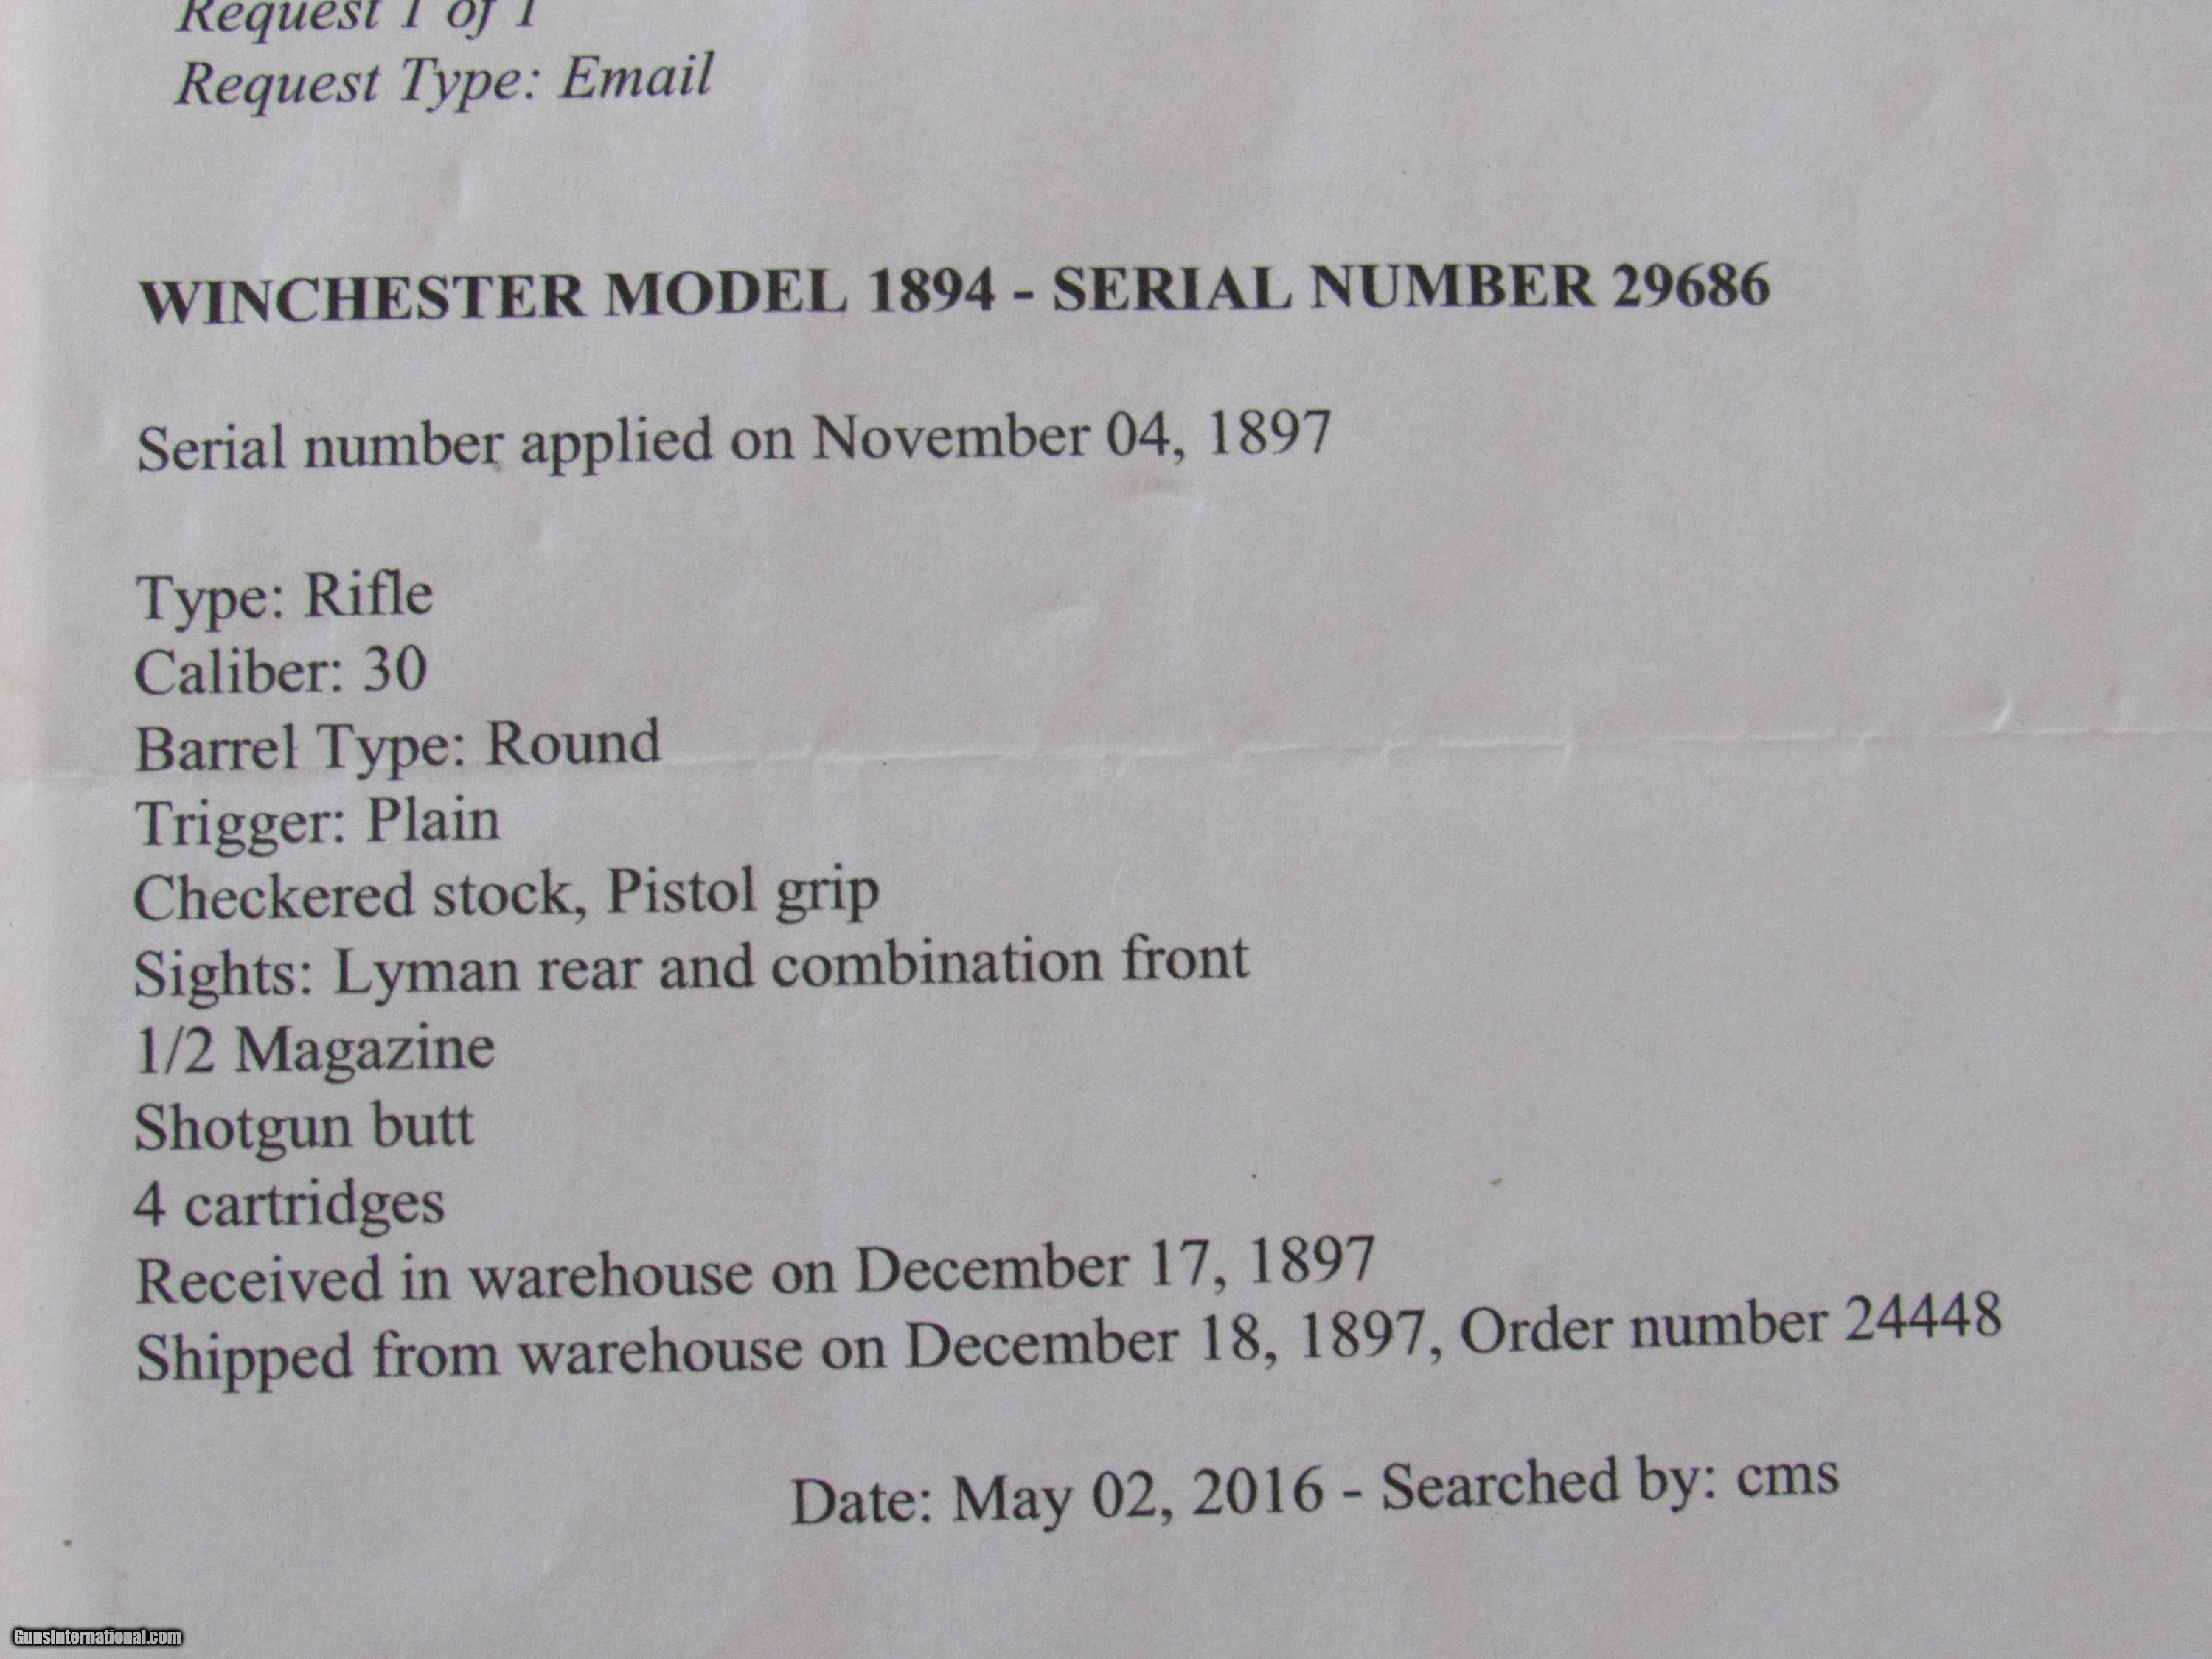 Request 1 of 1
Request Type: Email
WINCHESTER MODEL 1894 - SERIAL NUMBER 29686
Serial number applied on November 04, 1897
Type: Rifle
Caliber: 30
Barrel Type: Round
Trigger: Plain
Checkered stock, Pistol grip
Sights: Lyman rear and combination front
1/2 Magazine
Shotgun butt
4 cartridges
Received in warehouse on December 17, 1897
Shipped from warehouse on December 18, 1897, Order number 24448
Date: May 02, 2016 - Searched by: cms
GunsInternational.com